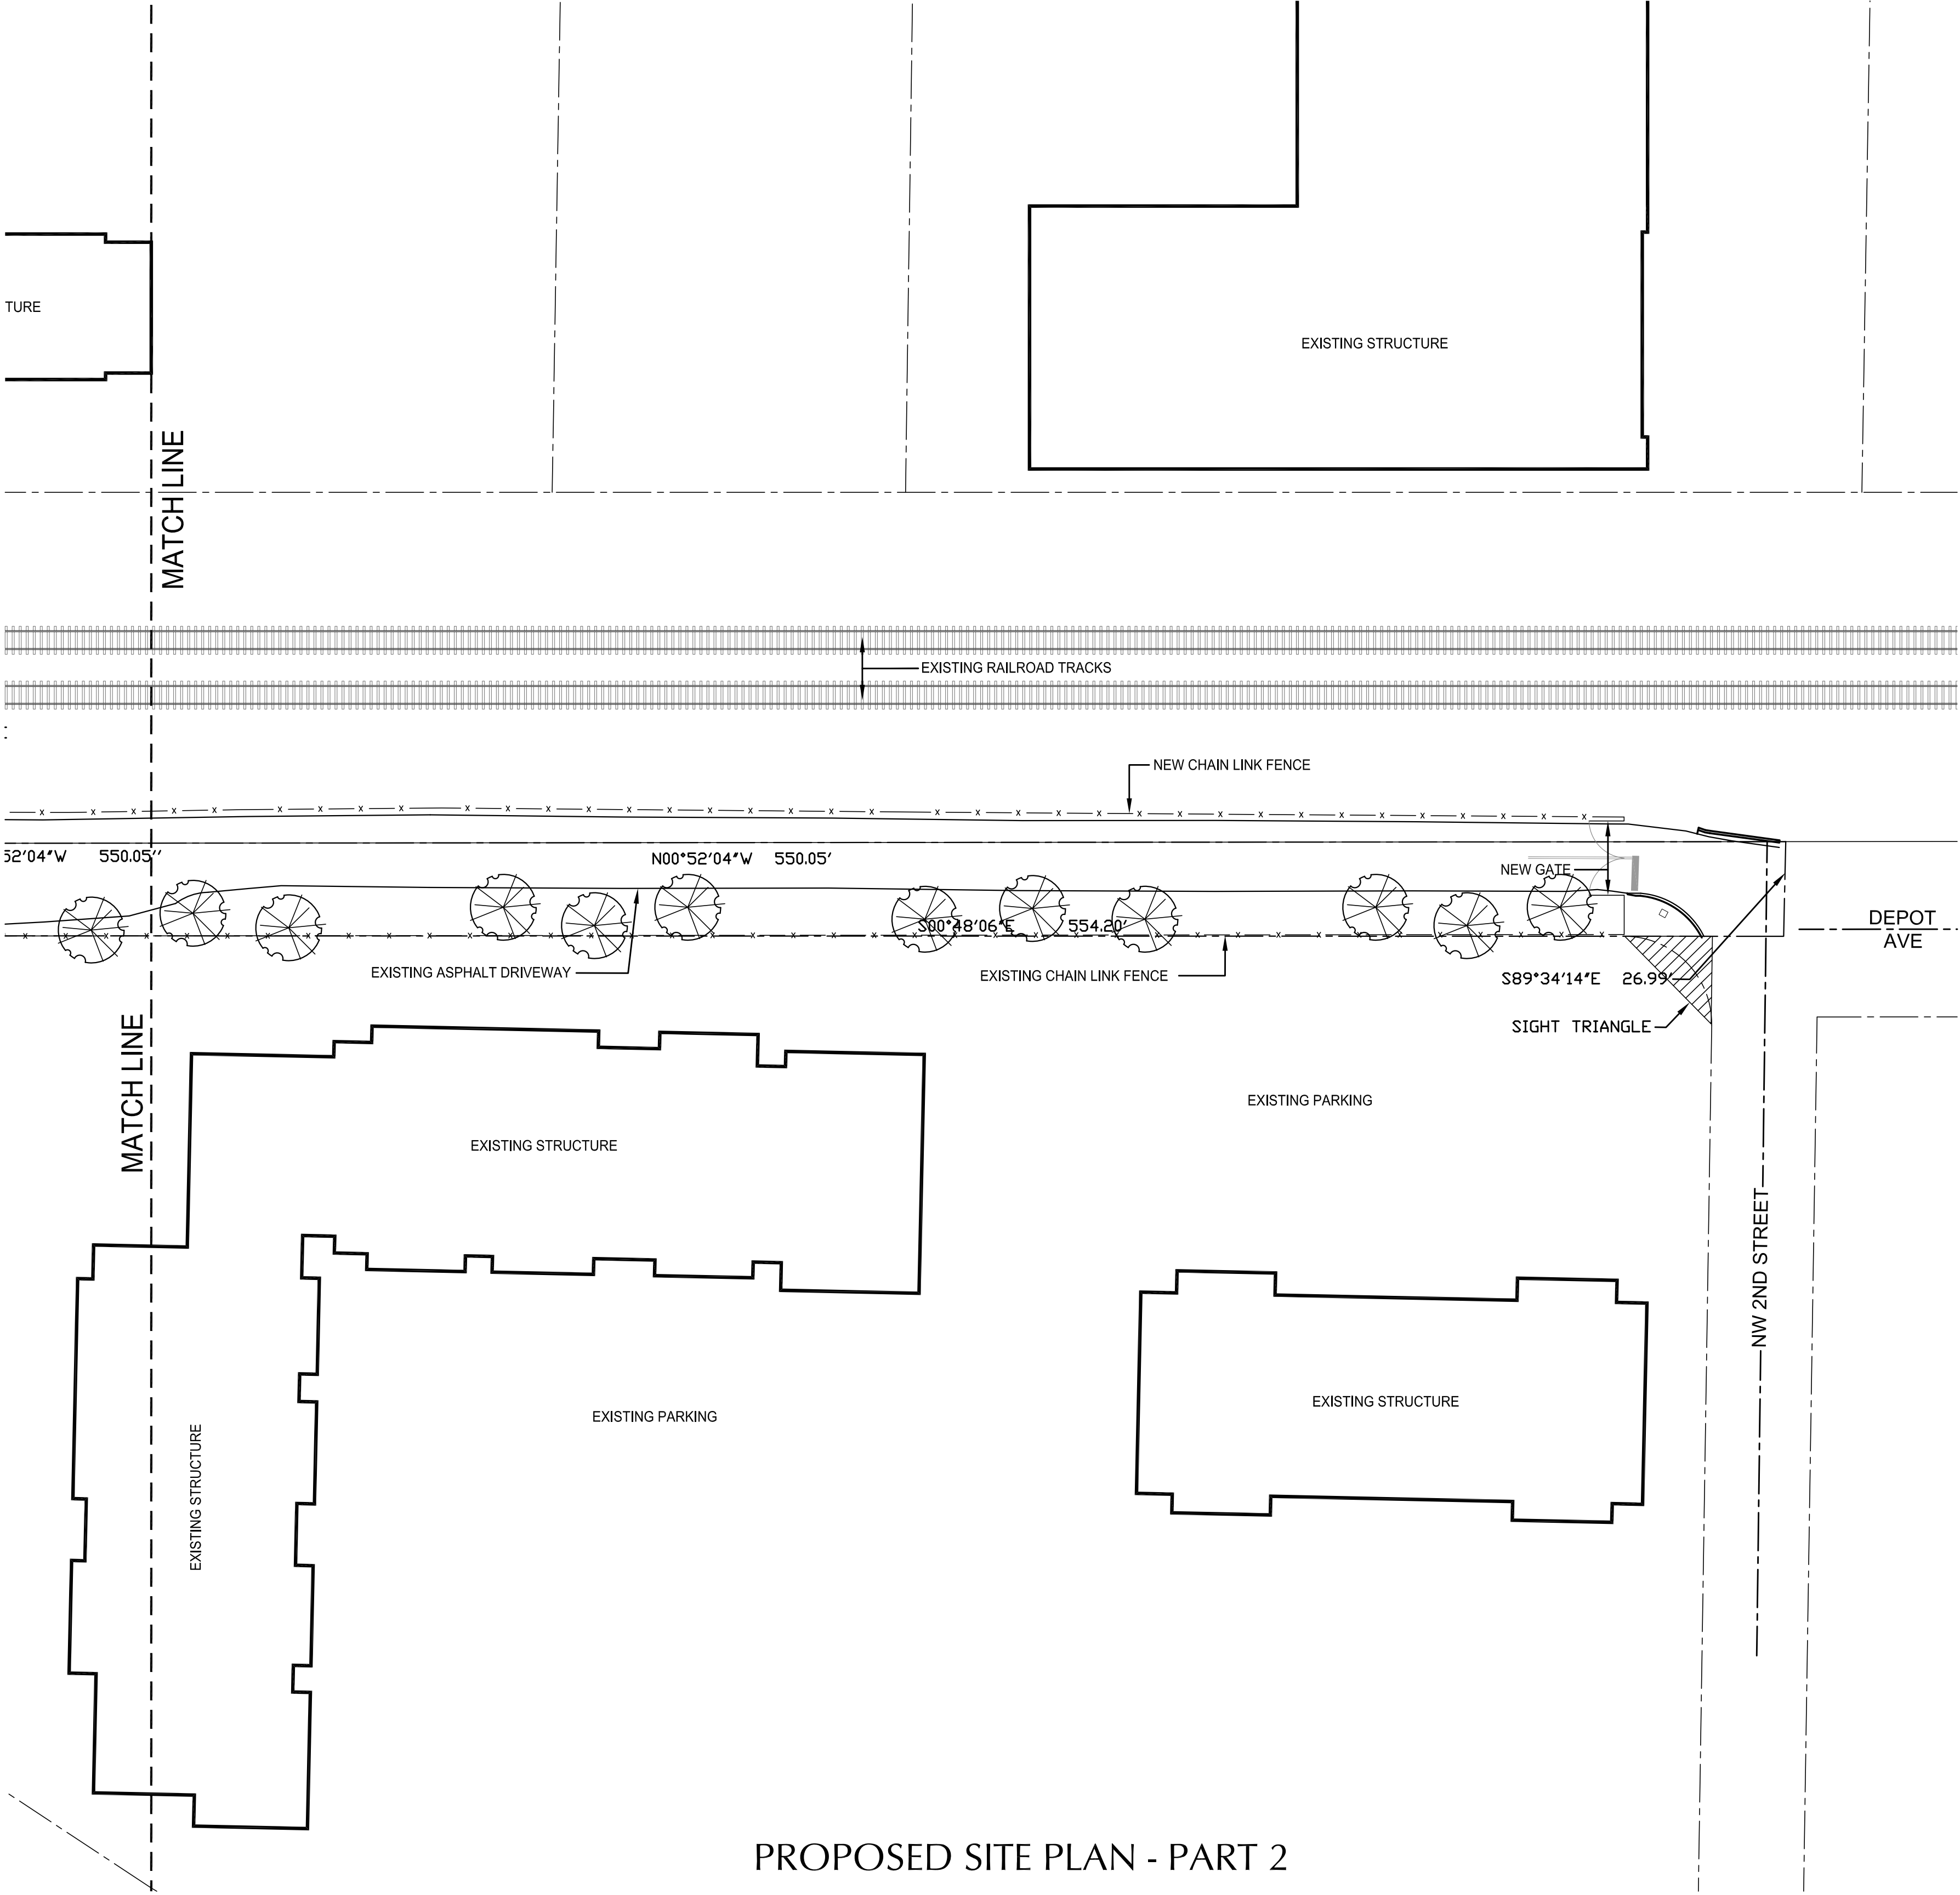 TURE
EXISTING STRUCTURE
MATCH LINE
EXISTING RAILROAD TRACKS
NEW CHAIN LINK FENCE
52'04"W 550.05'
N00°52'04"W 550.05'
NEW GATE
S00°48'06"E 554.20'
DEPOT
AVE
EXISTING ASPHALT DRIVEWAY
EXISTING CHAIN LINK FENCE
S89°34'14"E 26.99'
SIGHT TRIANGLE
MATCH LINE
EXISTING PARKING
EXISTING STRUCTURE
NW 2ND STREET
EXISTING STRUCTURE
EXISTING PARKING
EXISTING STRUCTURE
PROPOSED SITE PLAN - PART 2